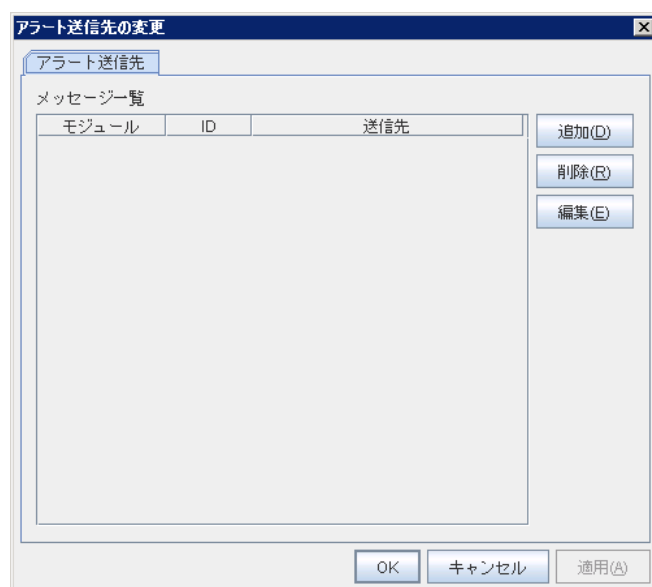 アラート送信先の変更
アラート送信先
メッセージ一覧
モジュール ID 送信先
追加(D)
削除(R)
編集(E)
OK キャンセル 適用(A)